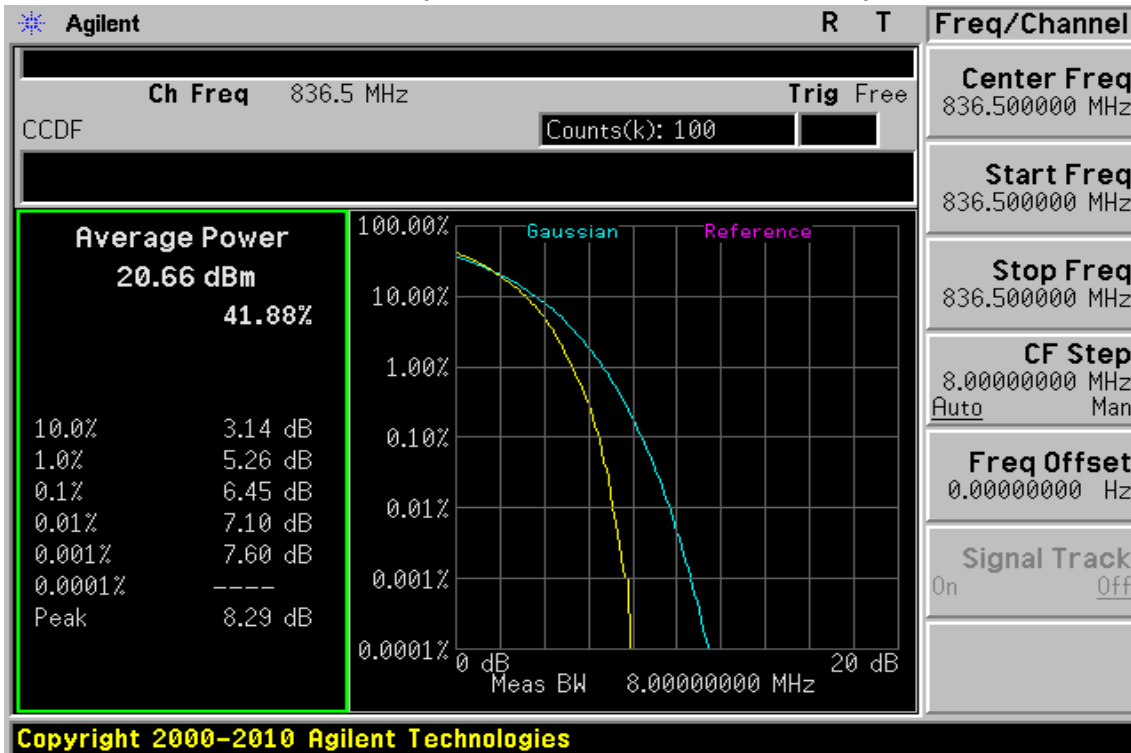 Agilent R T
Ch Freq 836.5 MHz Trig Free
CCDF Counts(k): 100
Average Power
20.66 dBm
41.88%
10.0% 3.14 dB
1.0% 5.26 dB
0.1% 6.45 dB
0.01% 7.10 dB
0.001% 7.60 dB
0.0001% ----
Peak 8.29 dB
100.00%
Gaussian Reference
10.00%
1.00%
0.10%
0.01%
0.001%
0.0001%
0 dB 20 dB
Meas BW 8.00000000 MHz
Freq/Channel
Center Freq
836.500000 MHz
Start Freq
836.500000 MHz
Stop Freq
836.500000 MHz
CF Step
8.00000000 MHz
Auto Man
Freq Offset
0.00000000 Hz
Signal Track
On Off
Copyright 2000-2010 Agilent Technologies